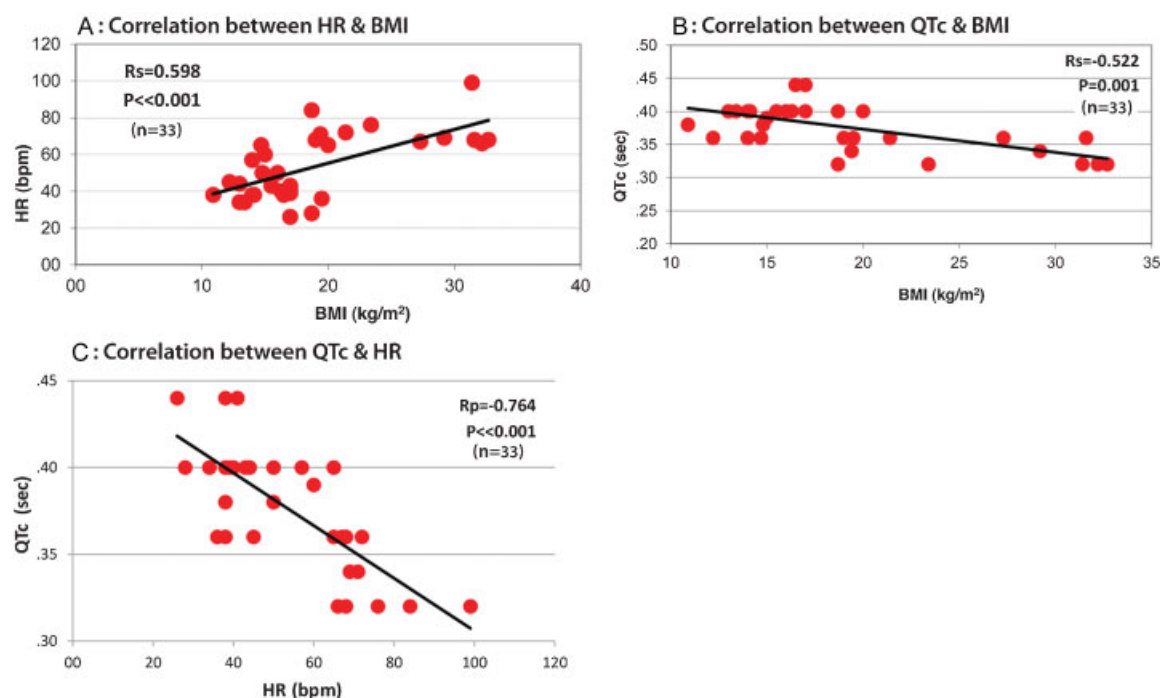 A: Correlation between HR & BMI
120
100
80
60
40
20
00
HR (bpm)
Rs=0.598
P<<0.001
(n=33)
00 10 20 30 40
BMI (kg/m²)
B: Correlation between QTc & BMI
.50
.45
.40
.35
.30
.25
.20
QTc (sec)
Rs=-0.522
P=0.001
(n=33)
10 15 20 25 30 35
BMI (kg/m²)
C: Correlation between QTc & HR
.45
.40
.35
.30
QTc (sec)
Rp=-0.764
P<<0.001
(n=33)
00 20 40 60 80 100 120
HR (bpm)